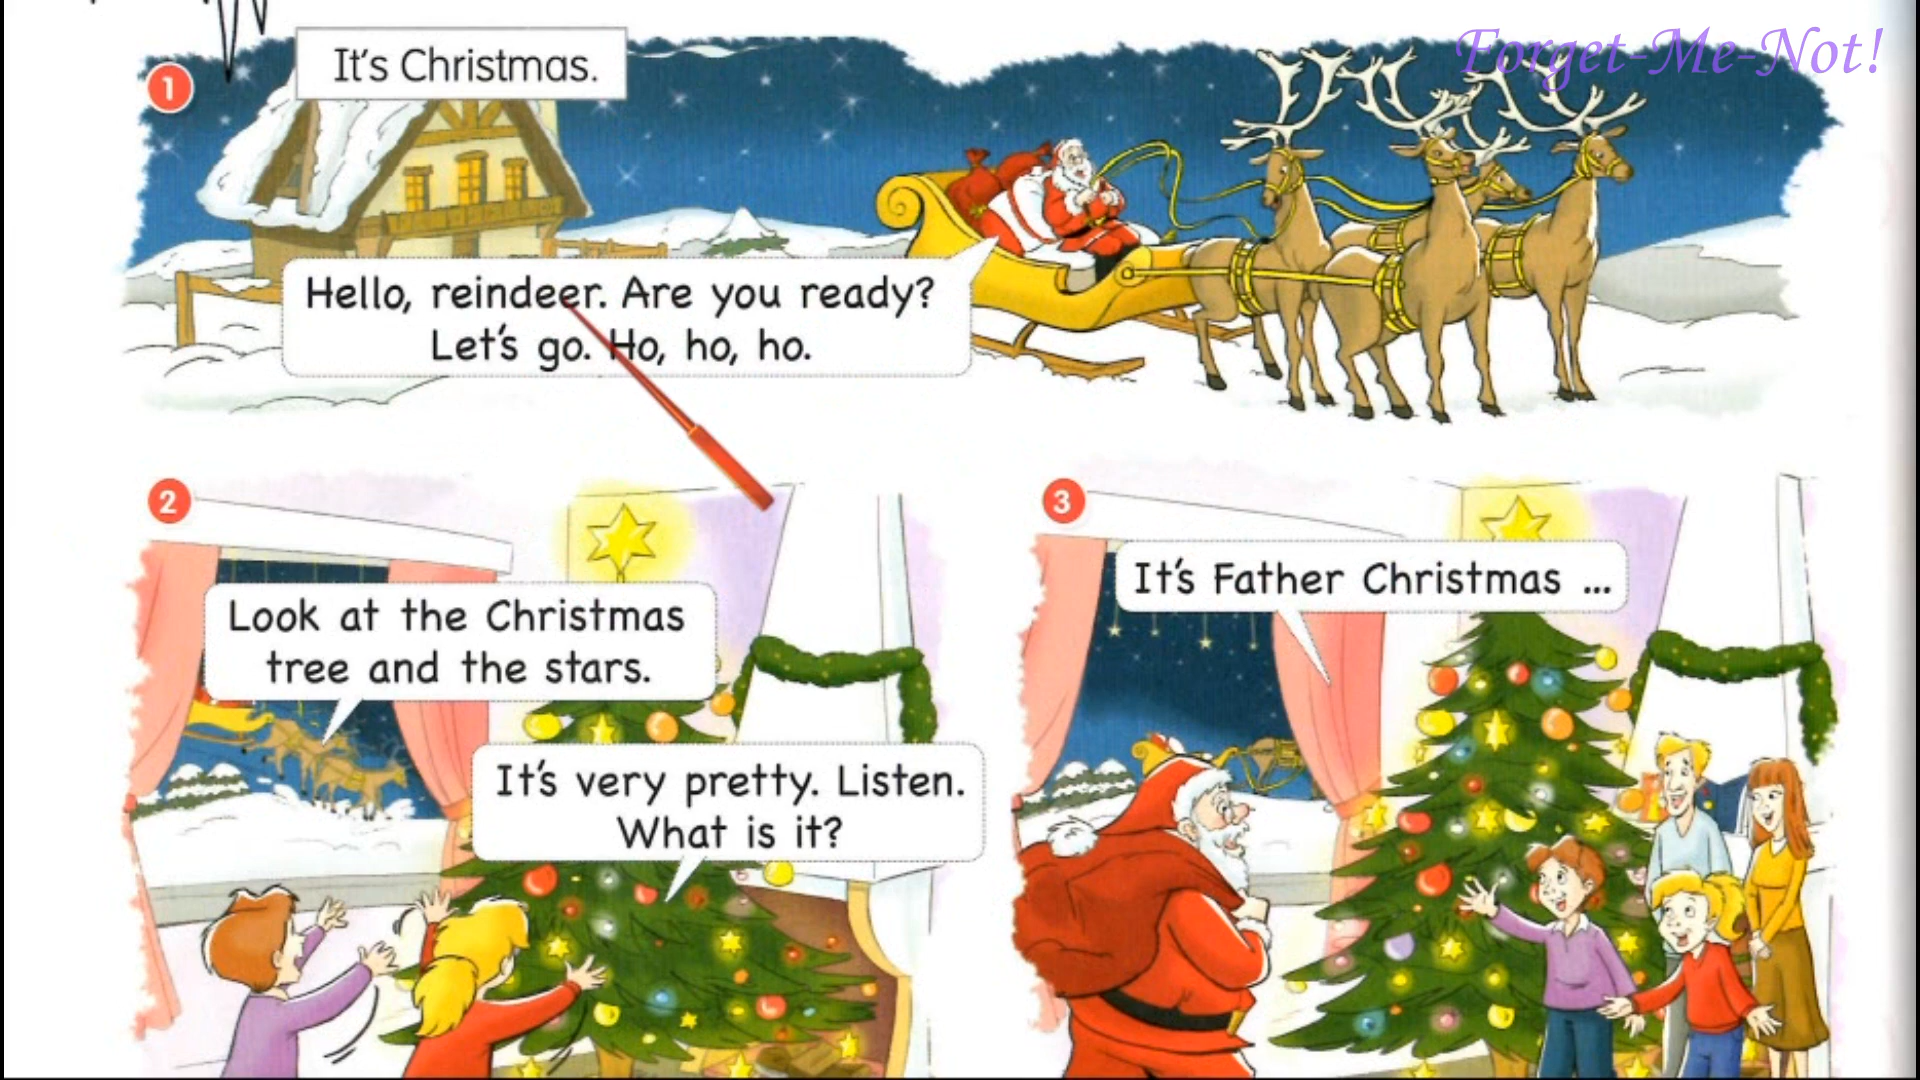 Forget-Me-Not!
1
It's Christmas.
Hello, reindeer. Are you ready?
Let's go. Ho, ho, ho.
2
Look at the Christmas
tree and the stars.
It's very pretty. Listen.
What is it?
3
It's Father Christmas ...